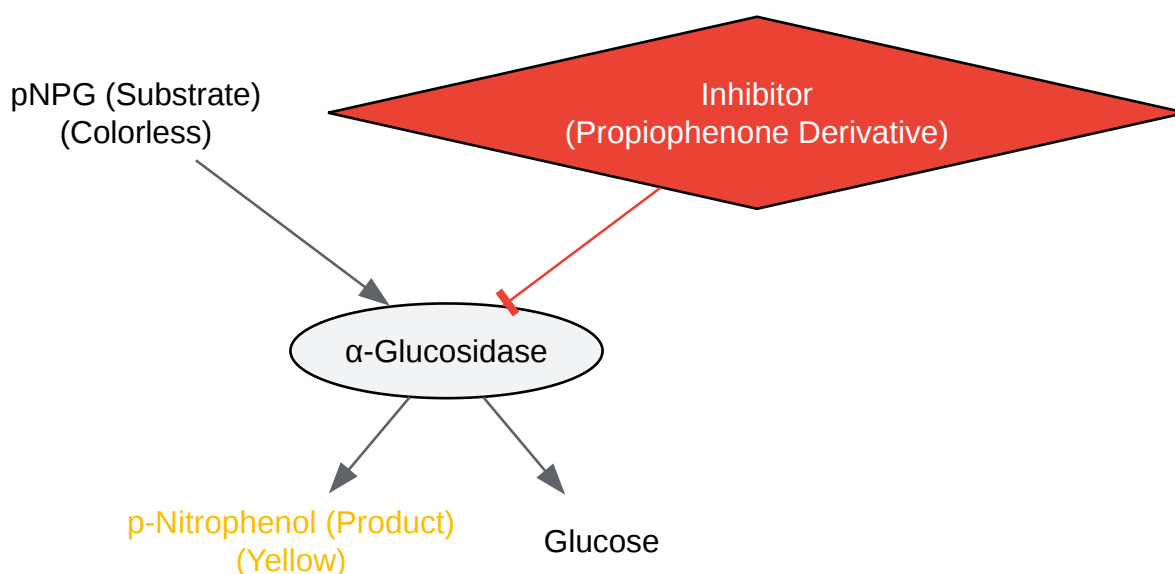 pNPG (Substrate)
(Colorless)
Inhibitor
(Propiophenone Derivative)
α-Glucosidase
p-Nitrophenol (Product)
(Yellow)
Glucose